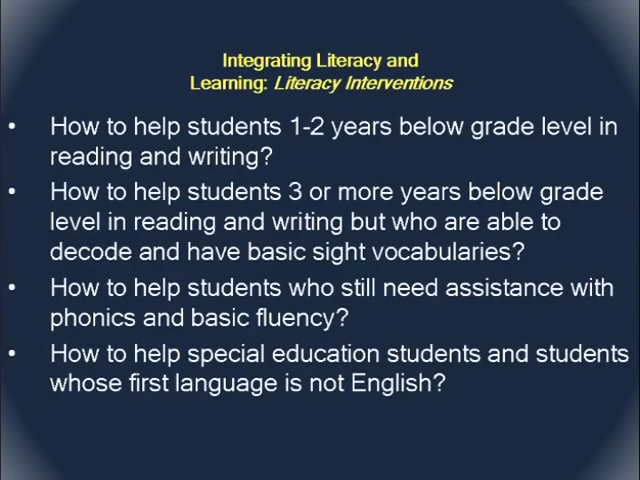 Integrating Literacy and
Learning: Literacy Interventions
• How to help students 1-2 years below grade level in
reading and writing?
• How to help students 3 or more years below grade
level in reading and writing but who are able to
decode and have basic sight vocabularies?
• How to help students who still need assistance with
phonics and basic fluency?
• How to help special education students and students
whose first language is not English?